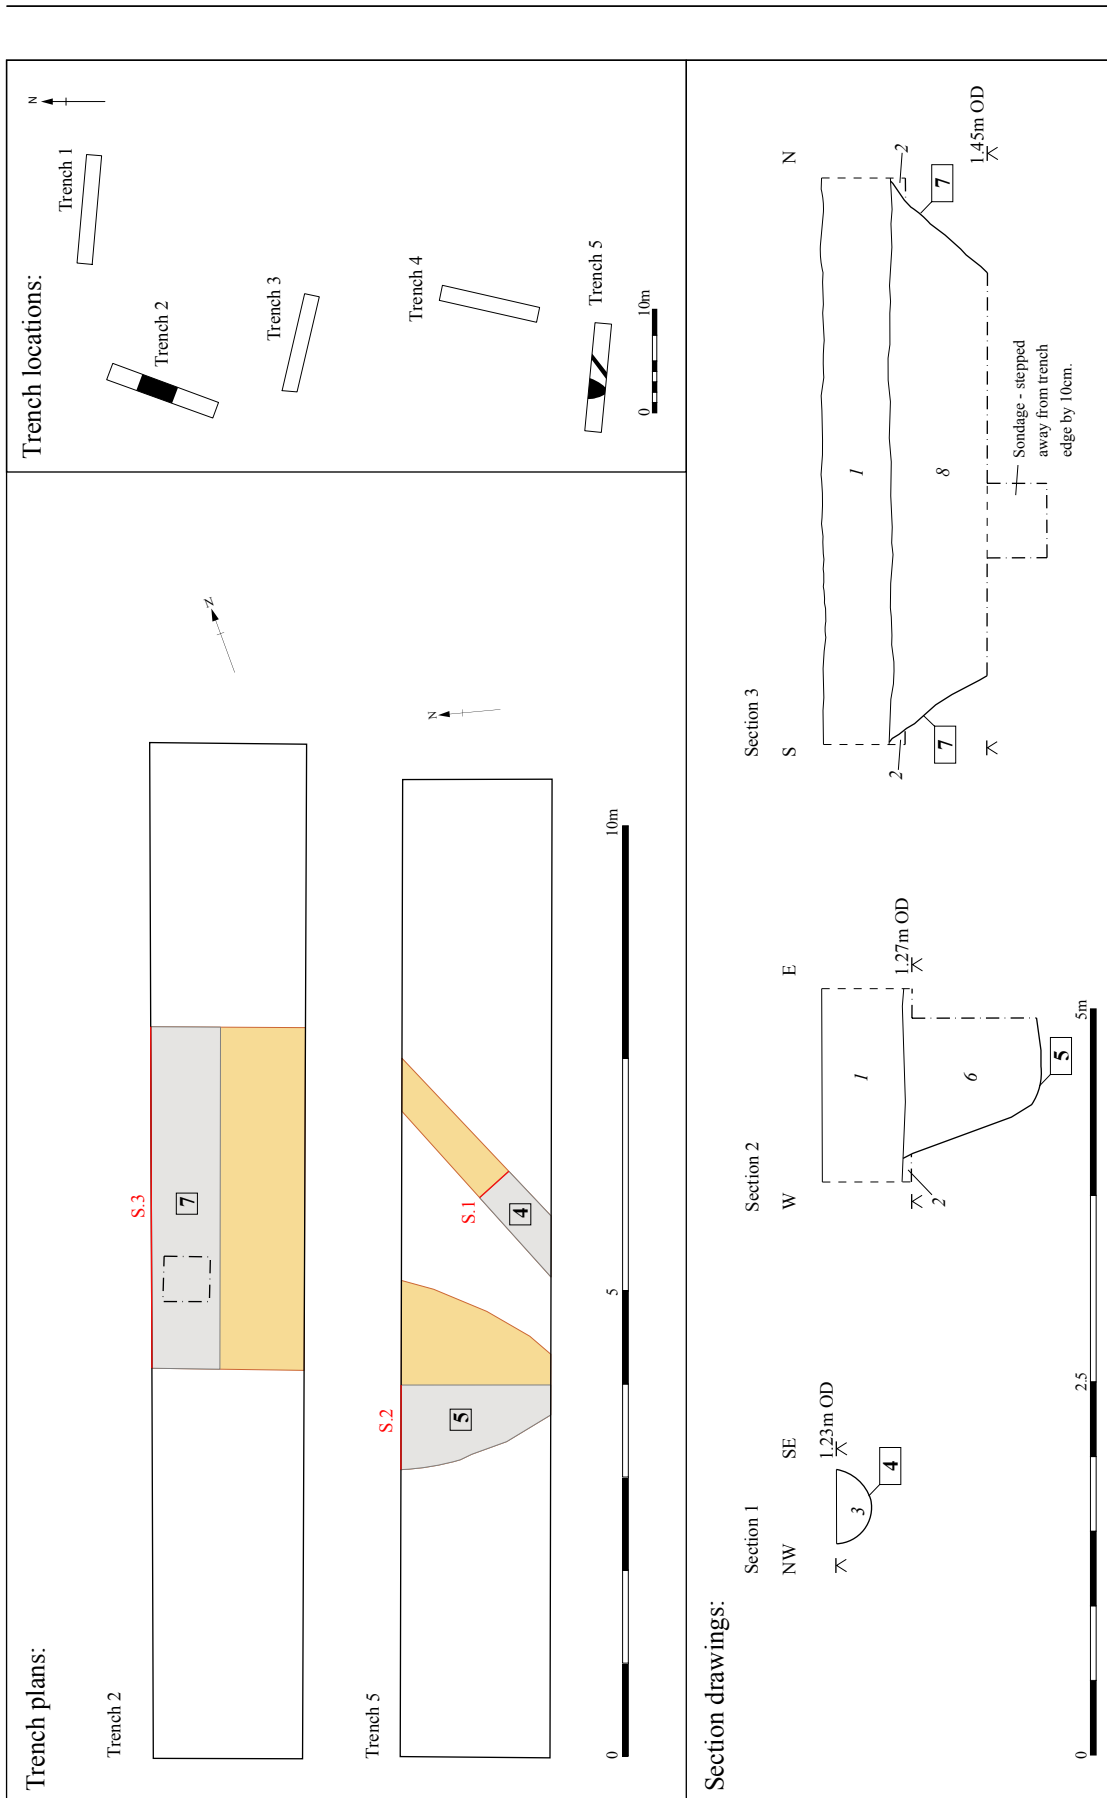 Trench plans:
Trench 2
S.3
7
N
Trench 5
S.2
5
S.1
4
N
0
5
10m
Trench locations:
N
Trench 1
Trench 2
Trench 3
Trench 4
Trench 5
0
10m
Section drawings:
Section 1
NW
SE
1.23m OD
3
4
Section 2
W
E
1
1.27m OD
2
6
5
Section 3
S
N
1
2
2
7
8
7
1.45m OD
Sondage - stepped
away from trench
edge by 10cm.
0
2.5
5m